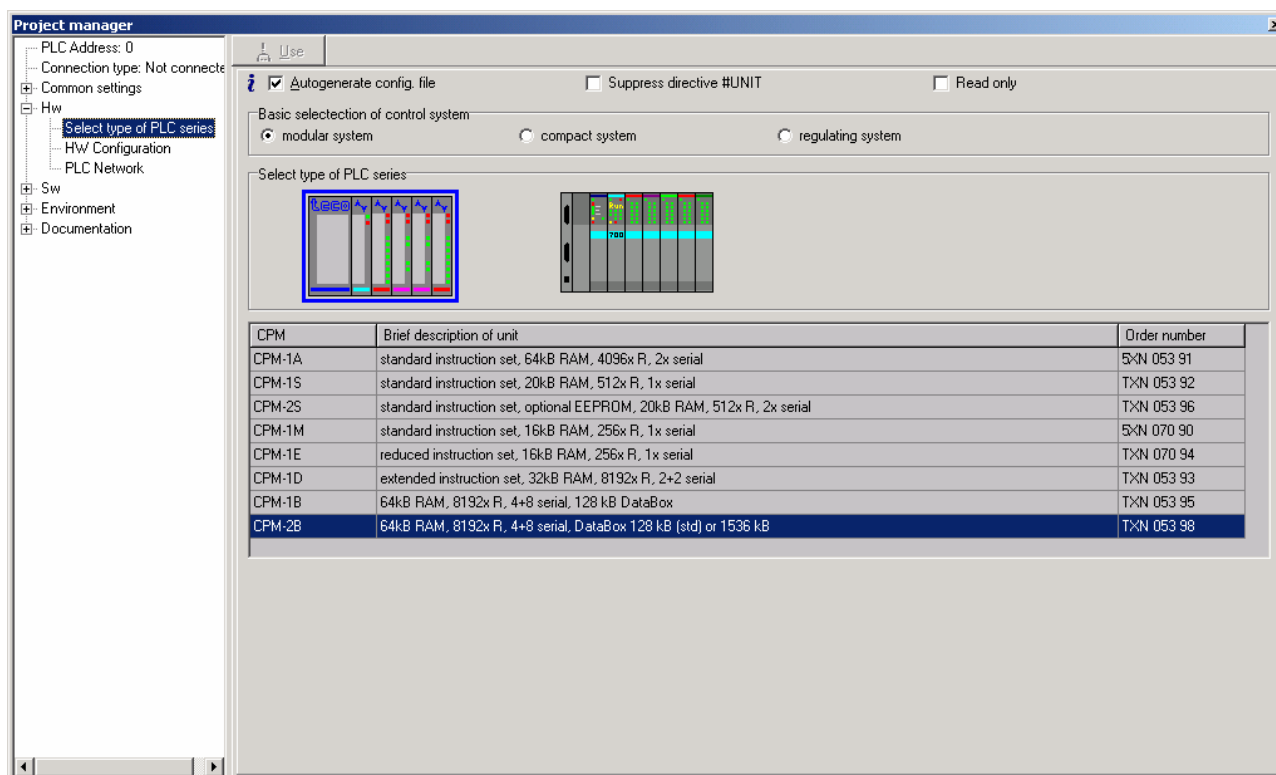 Project manager
PLC Address: 0
Connection type: Not connecte
Common settings
Hw
Select type of PLC series
HW Configuration
PLC Network
Sw
Environment
Documentation
Use
Autogenerate config. file
Suppress directive #UNIT
Read only
Basic selectection of control system
modular system
compact system
regulating system
Select type of PLC series
teco
Run
700
CPM Brief description of unit Order number
CPM-1A standard instruction set, 64kB RAM, 4096x R, 2x serial 5XN 053 91
CPM-1S standard instruction set, 20kB RAM, 512x R, 1x serial TXN 053 92
CPM-2S standard instruction set, optional EEPROM, 20kB RAM, 512x R, 2x serial TXN 053 96
CPM-1M standard instruction set, 16kB RAM, 256x R, 1x serial 5XN 070 90
CPM-1E reduced instruction set, 16kB RAM, 256x R, 1x serial TXN 070 94
CPM-1D extended instruction set, 32kB RAM, 8192x R, 2+2 serial TXN 053 93
CPM-1B 64kB RAM, 8192x R, 4+8 serial, 128 kB DataBox TXN 053 95
CPM-2B 64kB RAM, 8192x R, 4+8 serial, DataBox 128 kB (std) or 1536 kB TXN 053 98